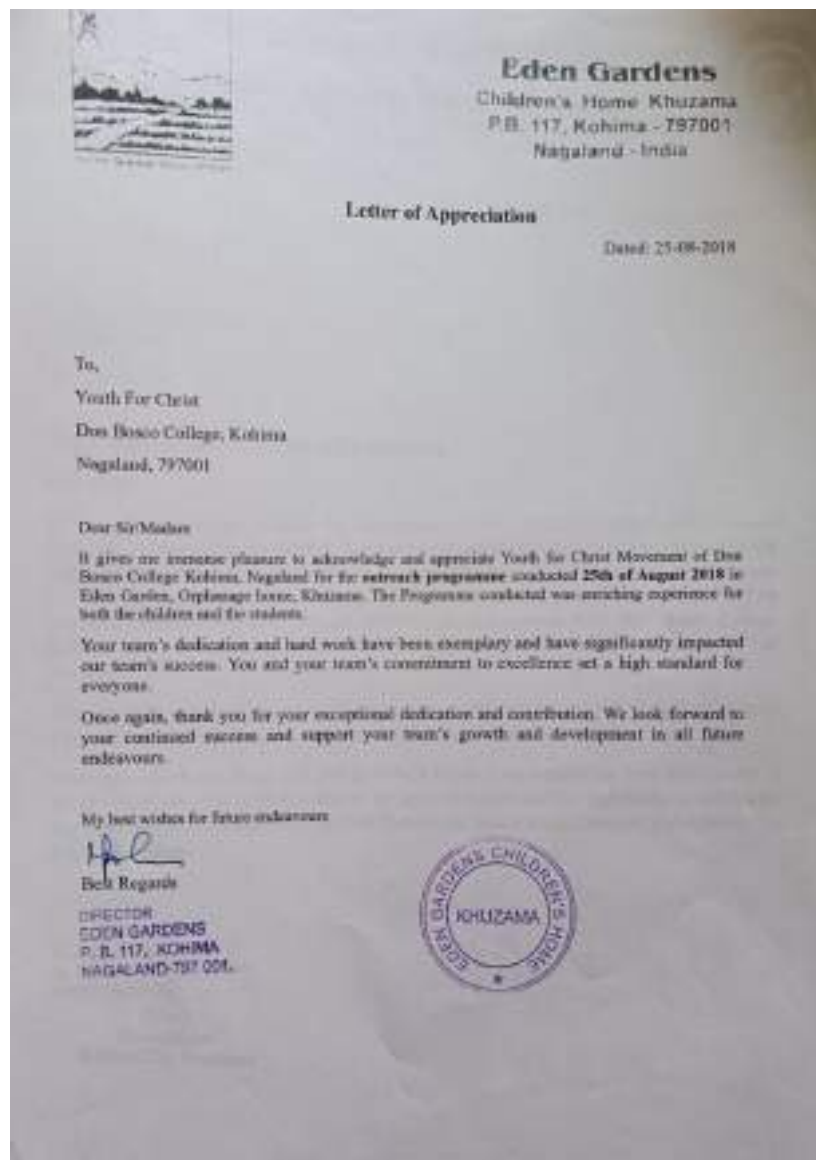 Eden Gardens
Children's Home Khuzama
P.B. 117, Kohima - 797001
Nagaland - India
Letter of Appreciation
Dated: 25-08-2018
To,
Youth For Christ
Don Bosco College, Kohima
Nagaland, 797001
Dear Sir/Madam
It gives me immense pleasure to acknowledge and appreciate Youth for Christ Movement of Don
Bosco College Kohima, Nagaland for the outreach programme conducted 25th of August 2018 in
Eden Garden, Orphanage home, Khuzama. The Programme conducted was enriching experience for
both the children and the students.
Your team's dedication and hard work have been exemplary and have significantly impacted
our team's success. You and your team's commitment to excellence set a high standard for
everyone.
Once again, thank you for your exceptional dedication and contribution. We look forward to
your continued success and support your team's growth and development in all future
endeavours.
My best wishes for future endeavours
Best Regards
DIRECTOR
EDEN GARDENS
P. B. 117, KOHIMA
NAGALAND-797 001.
EDEN GARDENS CHILDREN'S HOME
KHUZAMA